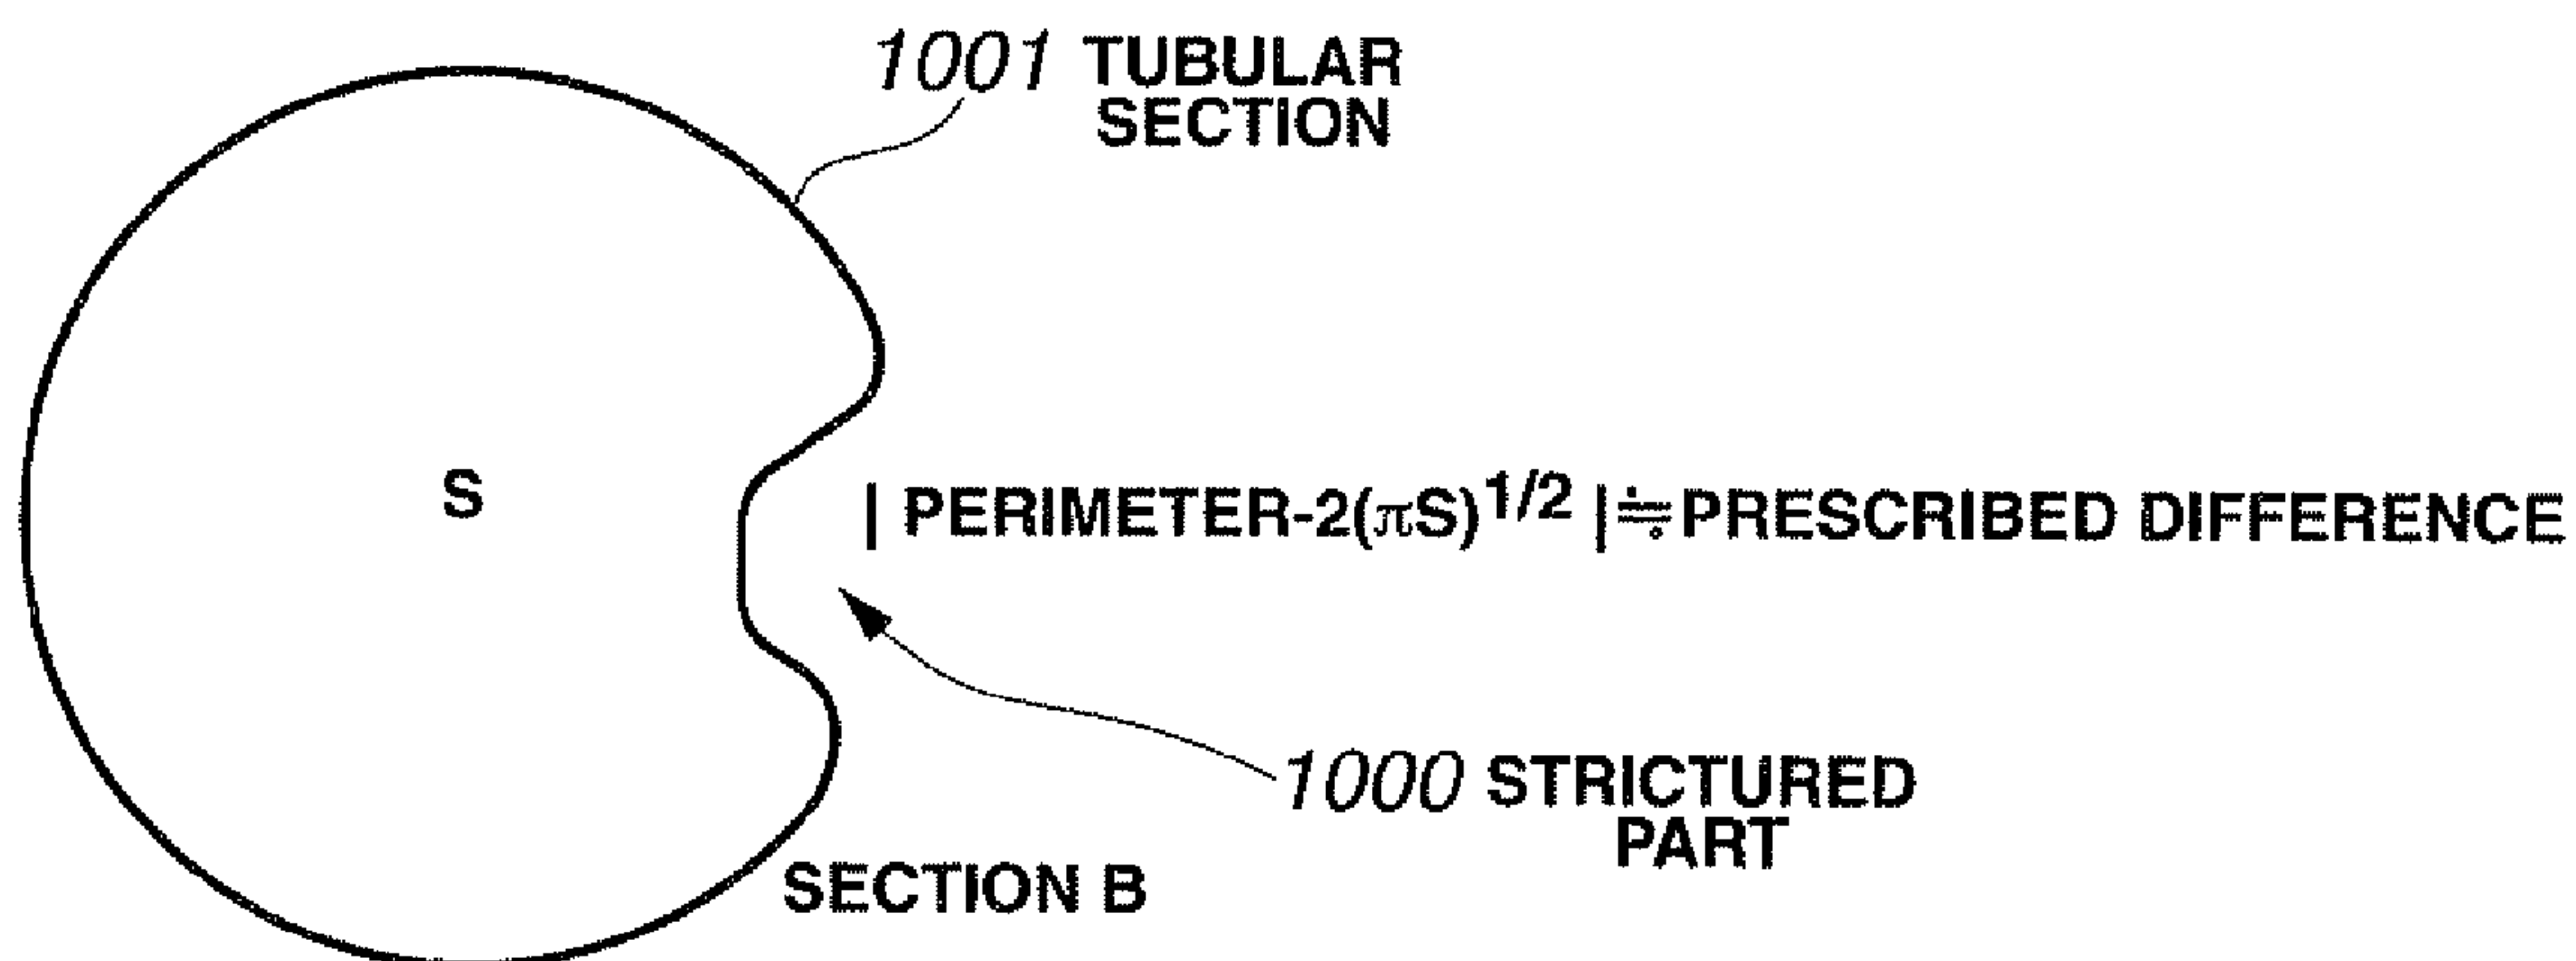 1001 TUBULAR
SECTION
S
| PERIMETER-2(πS)1/2 |≒PRESCRIBED DIFFERENCE
1000 STRICTURED
PART
SECTION B